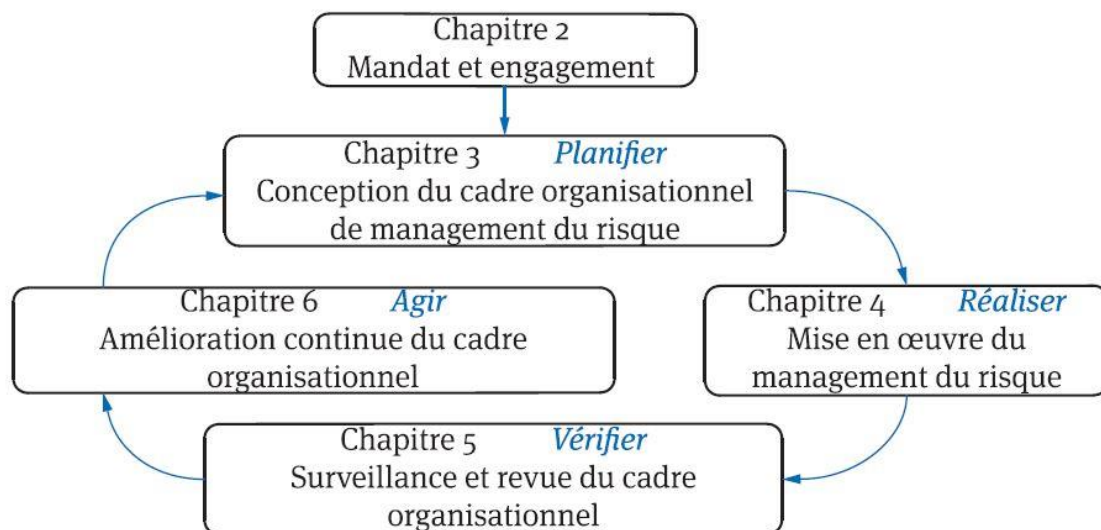 Chapitre 2
Mandat et engagement
Chapitre 3 Planifier
Conception du cadre organisationnel
de management du risque
Chapitre 6 Agir
Amélioration continue du cadre
organisationnel
Chapitre 4 Réaliser
Mise en œuvre du
management du risque
Chapitre 5 Vérifier
Surveillance et revue du cadre
organisationnel